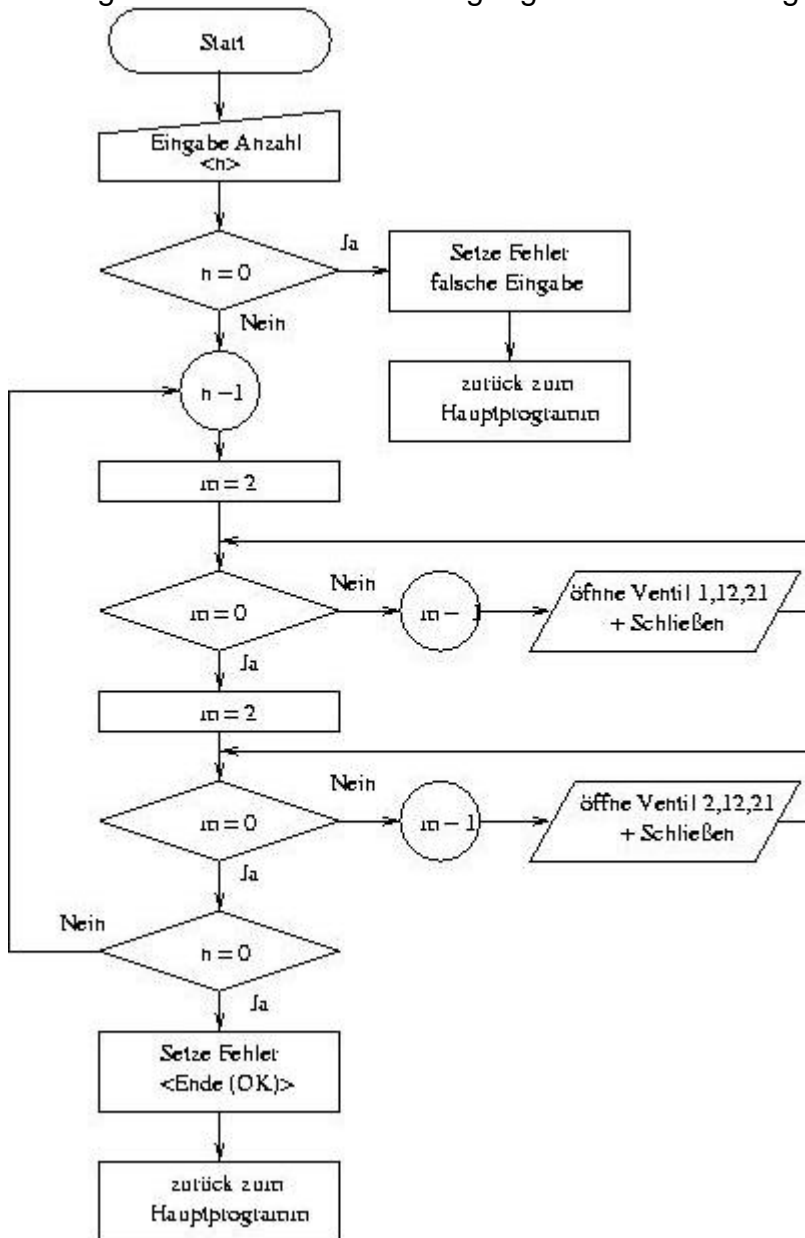 Start
Eingabe Anzahl
<n>
n = 0
Ja
Setze Fehler
falsche Eingabe
Nein
zurück zum
Hauptprogramm
n − 1
m = 2
m = 0
Nein
m − 1
öfnne Ventil 1,12,21
+ Schließen
Ja
m = 2
m = 0
Nein
m − 1
öffne Ventil 2,12,21
+ Schließen
Ja
Nein
n = 0
Ja
Setze Fehler
<Ende (OK)>
zurück zum
Hauptprogramm